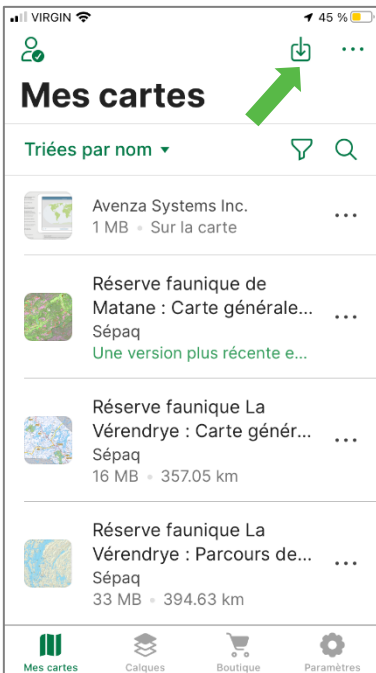 VIRGIN
45 %
Mes cartes
Triées par nom
Avenza Systems Inc.
1 MB • Sur la carte
Réserve faunique de
Matane : Carte générale...
Sépaq
Une version plus récente e...
Réserve faunique La
Vérendrye : Carte génér...
Sépaq
16 MB • 357.05 km
Réserve faunique La
Vérendrye : Parcours de...
Sépaq
33 MB • 394.63 km
Mes cartes Calques Boutique Paramètres